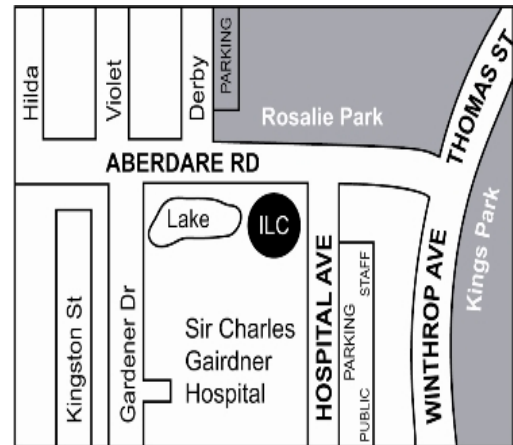 Hilda
Violet
Derby
PARKING
Rosalie Park
THOMAS ST
ABERDARE RD
Kings Park
Lake
ILC
Kingston St
Gardener Dr
Sir Charles
Gairdner
Hospital
HOSPITAL AVE
PUBLIC PARKING STAFF
WINTHROP AVE